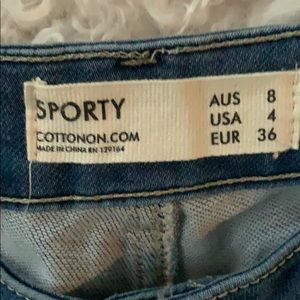 SPORTY
COTTONON.COM
MADE IN CHINA RN 129164
AUS 8
USA 4
EUR 36